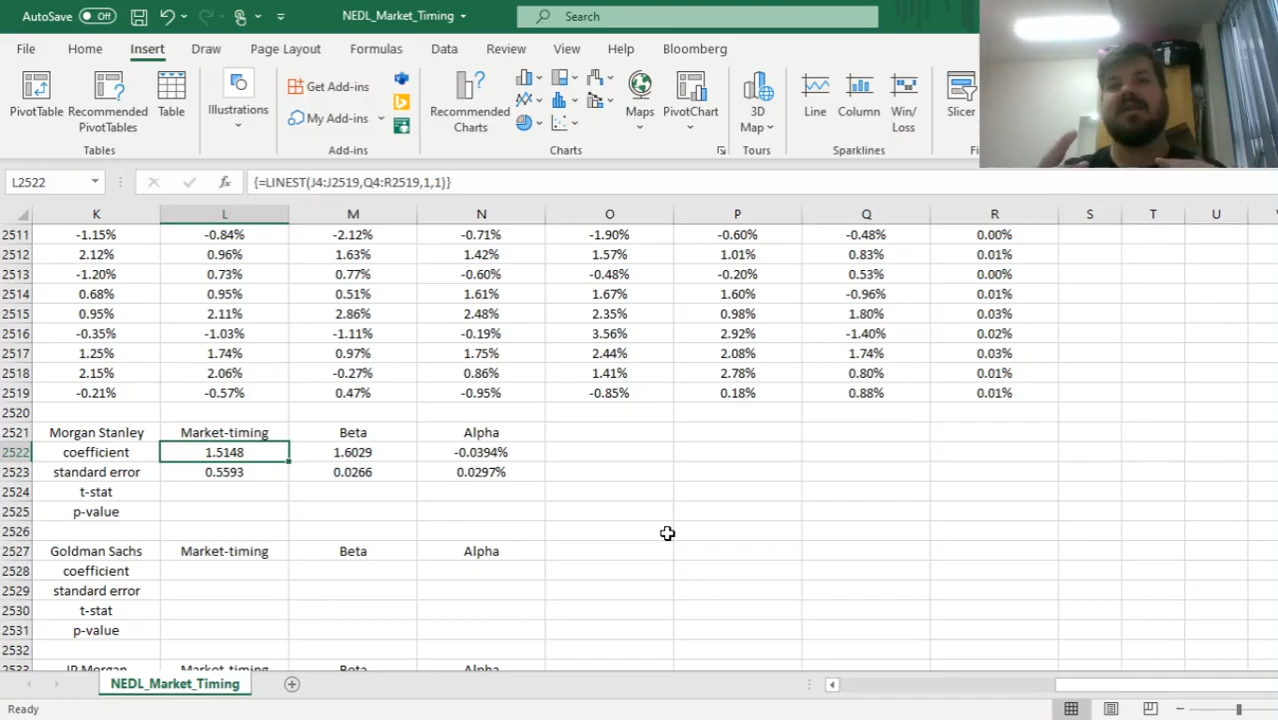 AutoSave Off NEDL_Market_Timing Search
File Home Insert Draw Page Layout Formulas Data Review View Help Bloomberg
PivotTable Recommended PivotTables Table Illustrations Get Add-ins My Add-ins Recommended Charts Maps PivotChart 3D Map Line Column Win/Loss Slicer
Tables Add-ins Charts Tours Sparklines
L2522 fx {=LINEST(J4:J2519,Q4:R2519,1,1)}
K L M N O P Q R S T U
2511 -1.15% -0.84% -2.12% -0.71% -1.90% -0.60% -0.48% 0.00%
2512 2.12% 0.96% 1.63% 1.42% 1.57% 1.01% 0.83% 0.01%
2513 -1.20% 0.73% 0.77% -0.60% -0.48% -0.20% 0.53% 0.00%
2514 0.68% 0.95% 0.51% 1.61% 1.67% 1.60% -0.96% 0.01%
2515 0.95% 2.11% 2.86% 2.48% 2.35% 0.98% 1.80% 0.03%
2516 -0.35% -1.03% -1.11% -0.19% 3.56% 2.92% -1.40% 0.02%
2517 1.25% 1.74% 0.97% 1.75% 2.44% 2.08% 1.74% 0.03%
2518 2.15% 2.06% -0.27% 0.86% 1.41% 2.78% 0.80% 0.01%
2519 -0.21% -0.57% 0.47% -0.95% -0.85% 0.18% 0.88% 0.01%
2520
2521 Morgan Stanley Market-timing Beta Alpha
2522 coefficient 1.5148 1.6029 -0.0394%
2523 standard error 0.5593 0.0266 0.0297%
2524 t-stat
2525 p-value
2526
2527 Goldman Sachs Market-timing Beta Alpha
2528 coefficient
2529 standard error
2530 t-stat
2531 p-value
2532
2533 JP Morgan Market-timing Beta Alpha
NEDL_Market_Timing
Ready